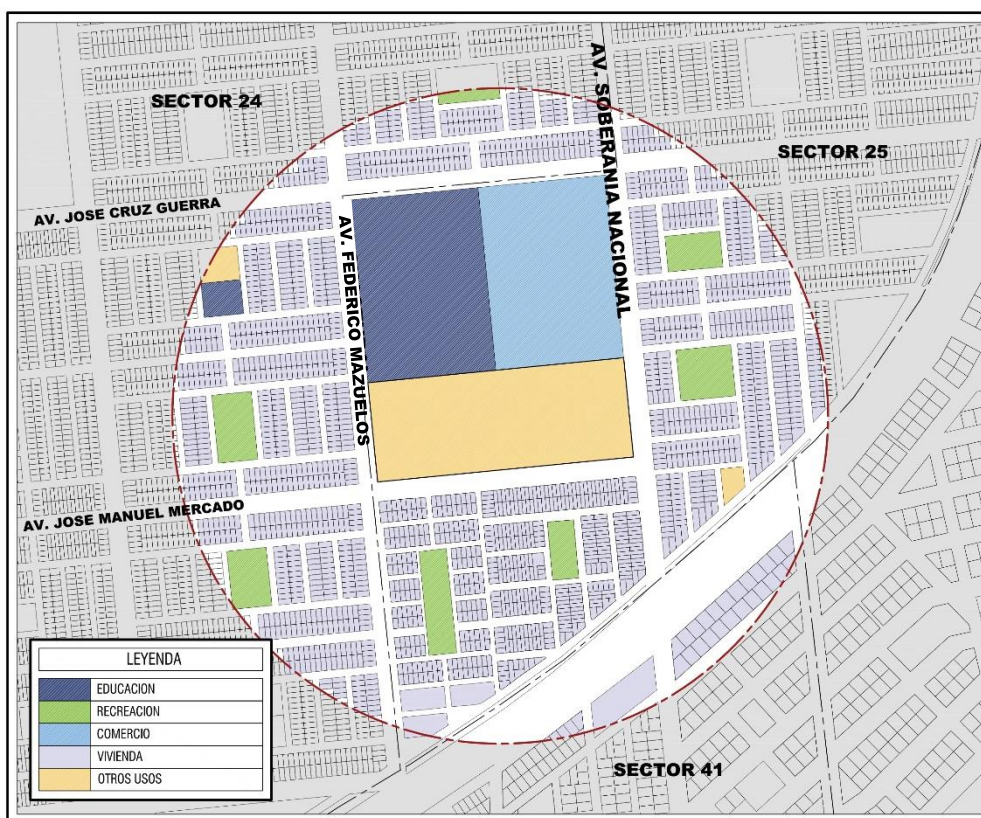 SECTOR 24
AV. SOBERANIA NACIONAL
SECTOR 25
AV. JOSE CRUZ GUERRA
AV. FEDERICO MAZUELOS
AV. JOSE MANUEL MERCADO
SECTOR 41
LEYENDA
EDUCACION
RECREACION
COMERCIO
VIVIENDA
OTROS USOS